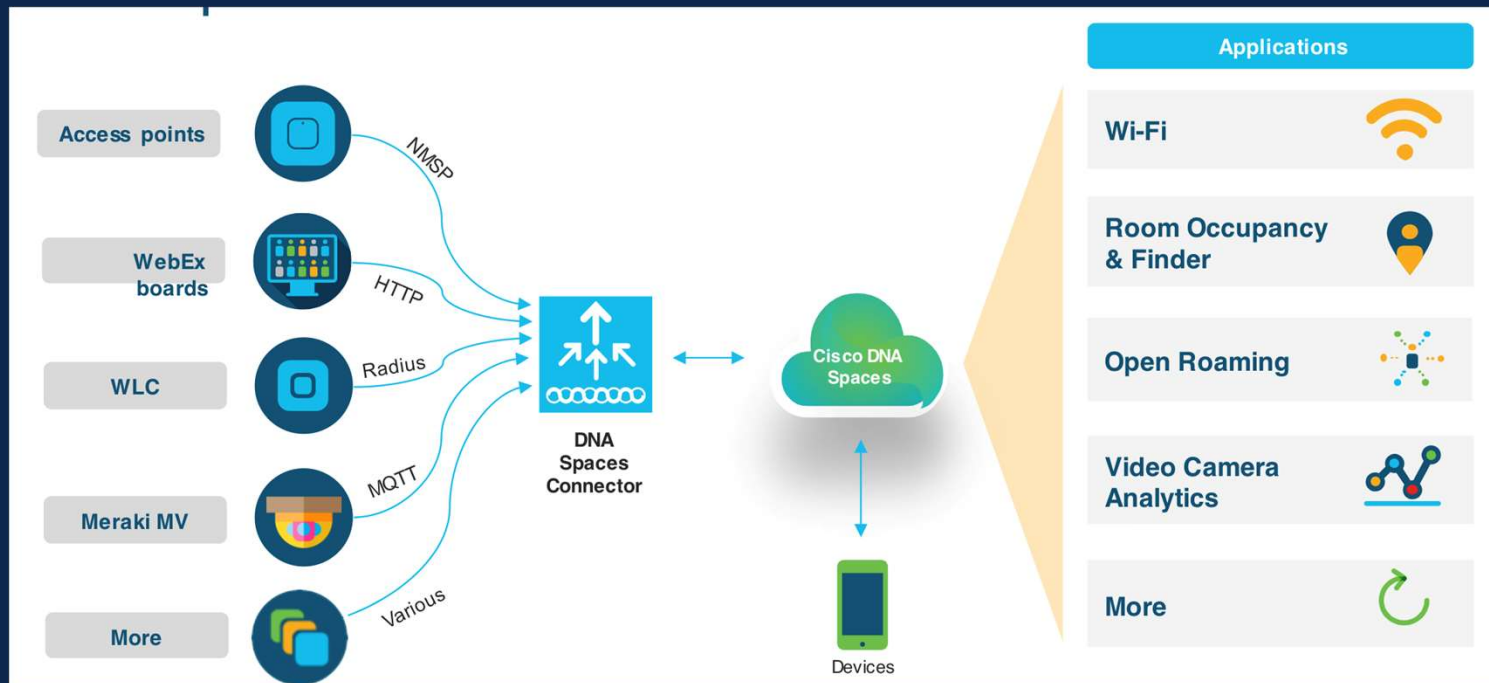 Applications
Access points
NMSP
Wi-Fi
WebEx
boards
HTTP
Room Occupancy
& Finder
WLC
Radius
DNA
Spaces
Connector
Cisco DNA
Spaces
Open Roaming
Meraki MV
MQTT
Video Camera
Analytics
More
Various
Devices
More